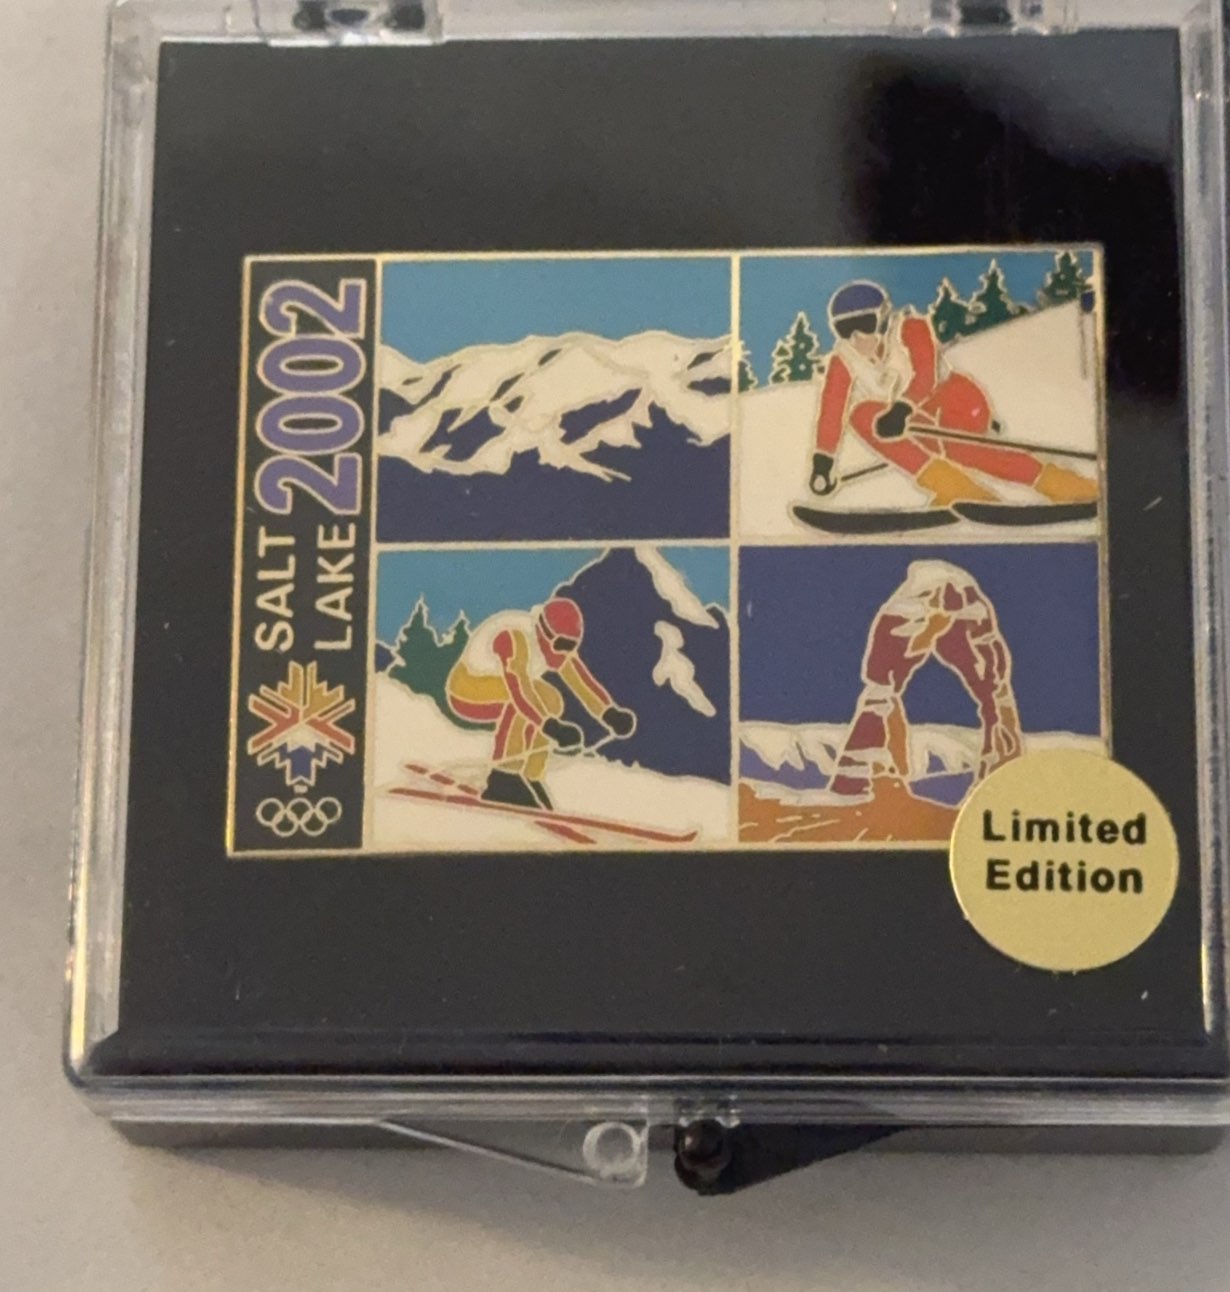 SALT
LAKE
2002
Limited
Edition